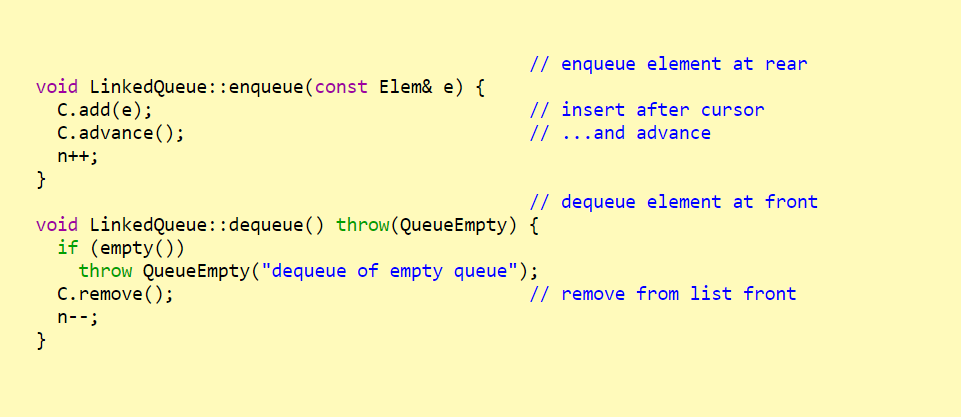 // enqueue element at rear
void LinkedQueue::enqueue(const Elem& e) {
  C.add(e); // insert after cursor
  C.advance(); // ...and advance
  n++;
}
// dequeue element at front
void LinkedQueue::dequeue() throw(QueueEmpty) {
  if (empty())
    throw QueueEmpty("dequeue of empty queue");
  C.remove(); // remove from list front
  n--;
}